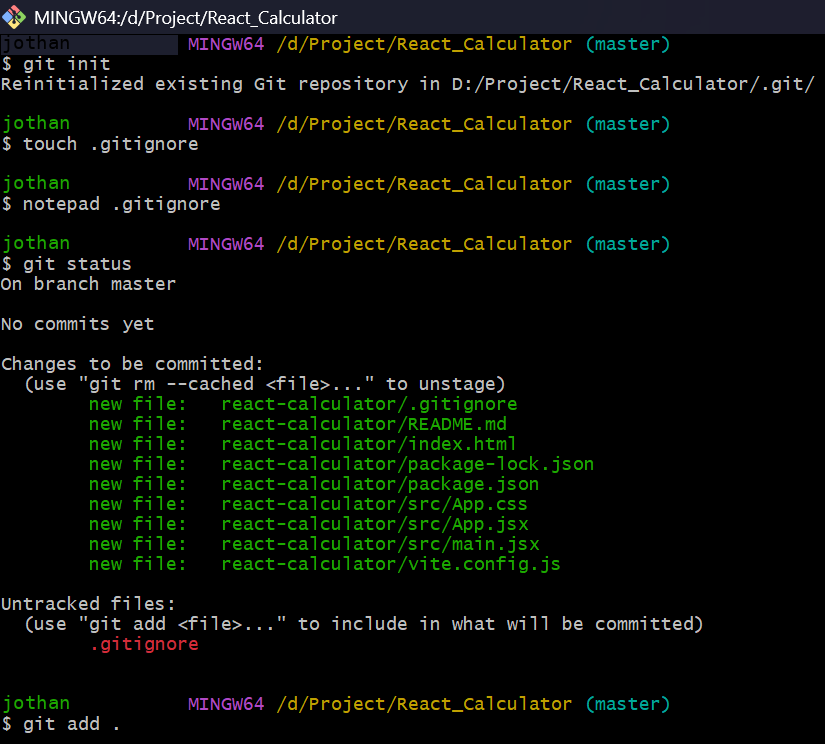 MINGW64:/d/Project/React_Calculator
jothan MINGW64 /d/Project/React_Calculator (master)
$ git init
Reinitialized existing Git repository in D:/Project/React_Calculator/.git/
jothan MINGW64 /d/Project/React_Calculator (master)
$ touch .gitignore
jothan MINGW64 /d/Project/React_Calculator (master)
$ notepad .gitignore
jothan MINGW64 /d/Project/React_Calculator (master)
$ git status
On branch master
No commits yet
Changes to be committed:
  (use "git rm --cached <file>..." to unstage)
        new file:   react-calculator/.gitignore
        new file:   react-calculator/README.md
        new file:   react-calculator/index.html
        new file:   react-calculator/package-lock.json
        new file:   react-calculator/package.json
        new file:   react-calculator/src/App.css
        new file:   react-calculator/src/App.jsx
        new file:   react-calculator/src/main.jsx
        new file:   react-calculator/vite.config.js
Untracked files:
  (use "git add <file>..." to include in what will be committed)
        .gitignore
jothan MINGW64 /d/Project/React_Calculator (master)
$ git add .